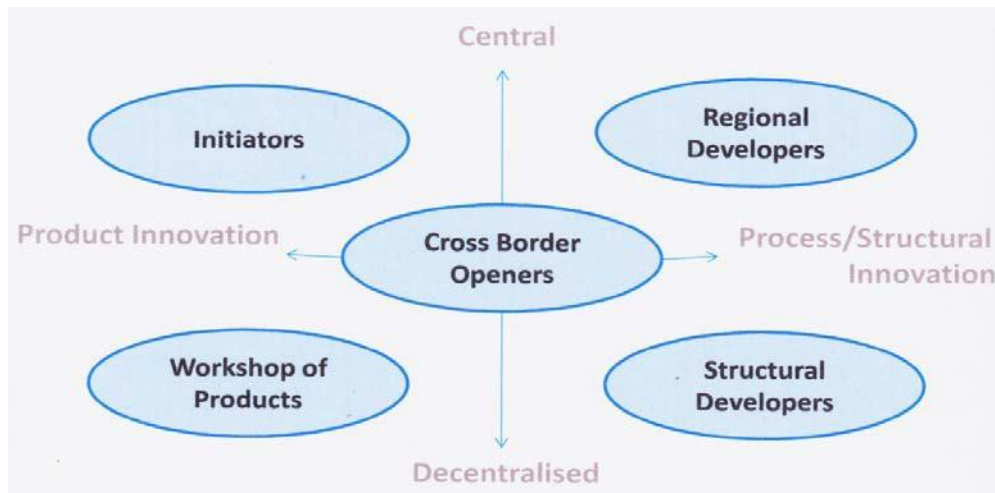 Central
Initiators
Regional
Developers
Product Innovation
Cross Border
Openers
Process/Structural
Innovation
Workshop of
Products
Structural
Developers
Decentralised